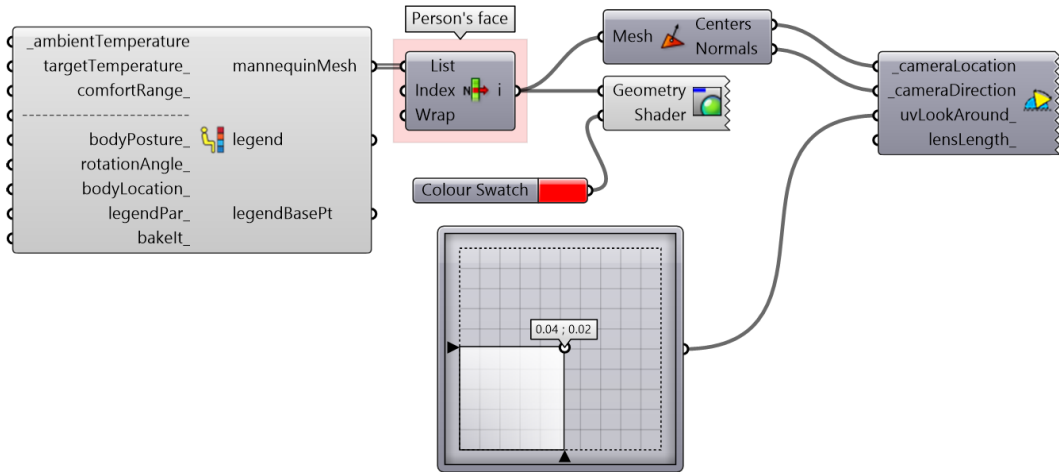 Person's face
_ambientTemperature
targetTemperature_
comfortRange_
bodyPosture_
rotationAngle_
bodyLocation_
legendPar_
bakeIt_
mannequinMesh
legend
legendBasePt
List
Index
Wrap
N
i
Mesh
Centers
Normals
Geometry
Shader
Colour Swatch
_cameraLocation
_cameraDirection
uvLookAround_
lensLength_
0.04 ; 0.02